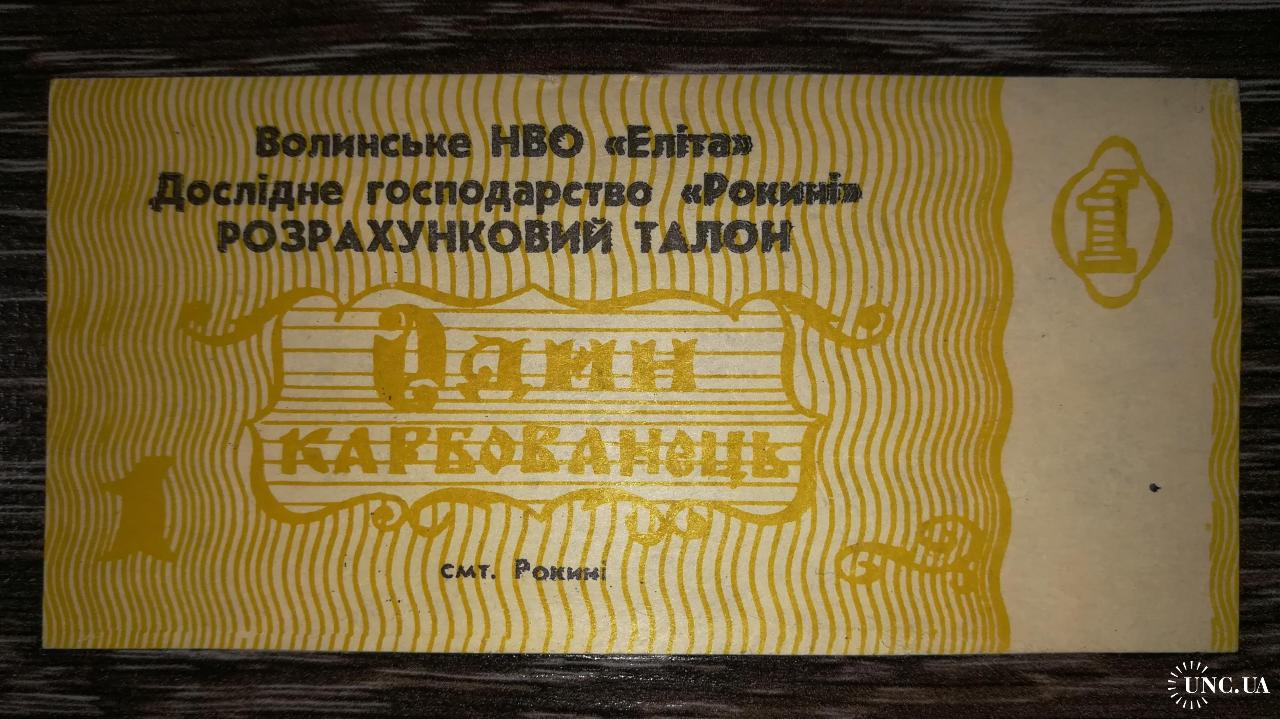 Волинське НВО «Еліта»
Дослідне господарство «Рокині»
РОЗРАХУНКОВИЙ ТАЛОН
1
Один
карбованець
1
смт. Рокині
UNC.UA